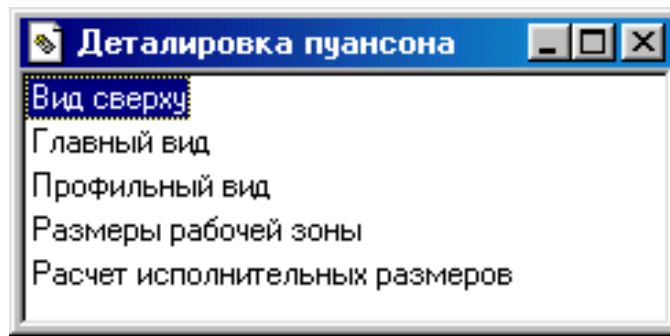 Деталировка пуансона
Вид сверху
Главный вид
Профильный вид
Размеры рабочей зоны
Расчет исполнительных размеров